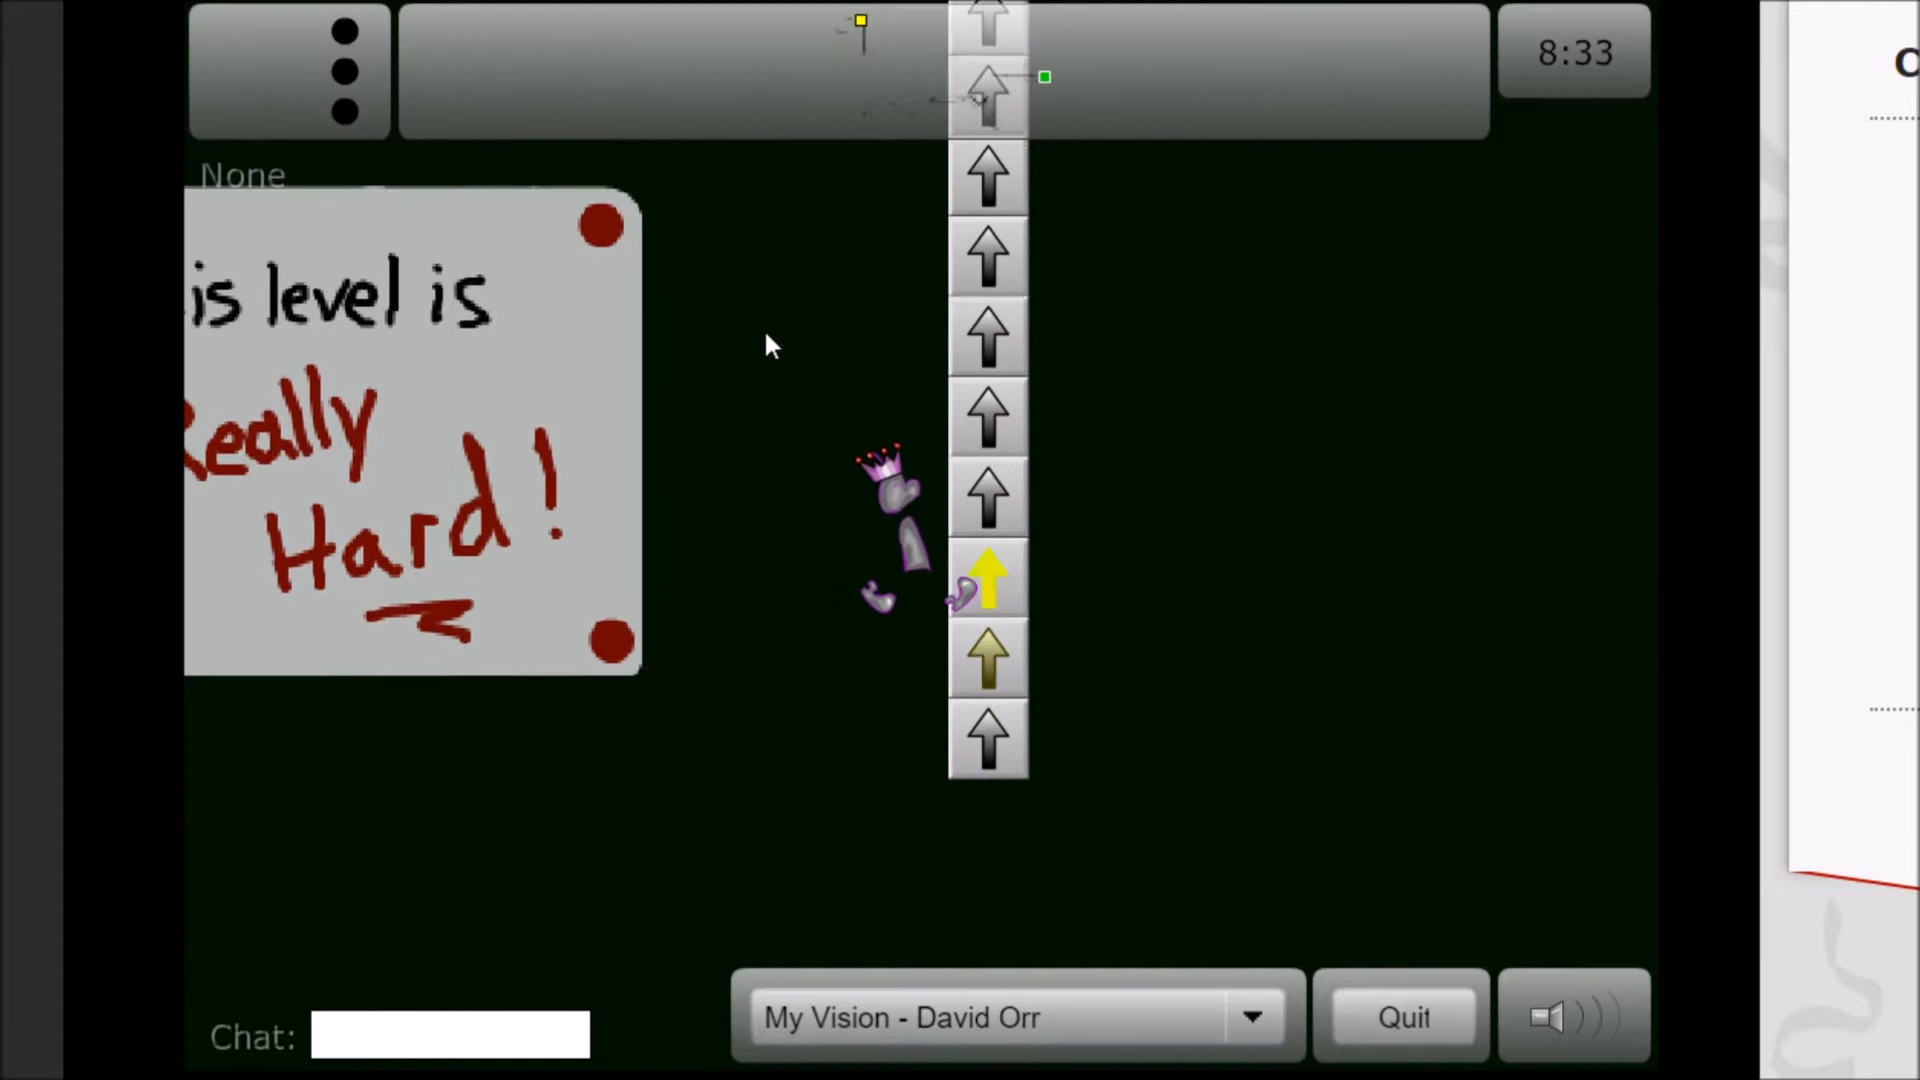 8:33
None
is level is
Really
Hard!
My Vision - David Orr
Quit
Chat: